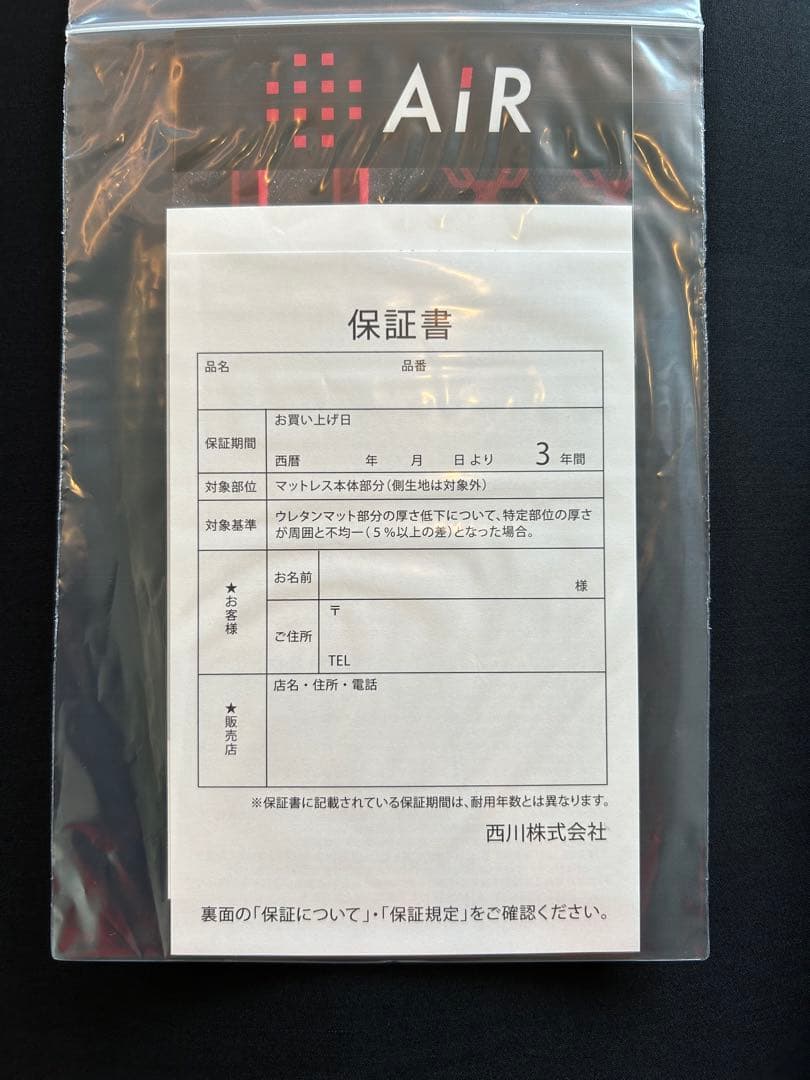 AiR
保証書
品名 品番
保証期間
お買い上げ日
西暦 年 月 日より 3 年間
対象部位 マットレス本体部分(側生地は対象外)
対象基準
ウレタンマット部分の厚さ低下について、特定部位の厚さ
が周囲と不均一(5%以上の差)となった場合。
★お客様
お名前
様
ご住所
〒
TEL
★販売店
店名・住所・電話
※保証書に記載されている保証期間は、耐用年数とは異なります。
西川株式会社
裏面の「保証について」・「保証規定」をご確認ください。